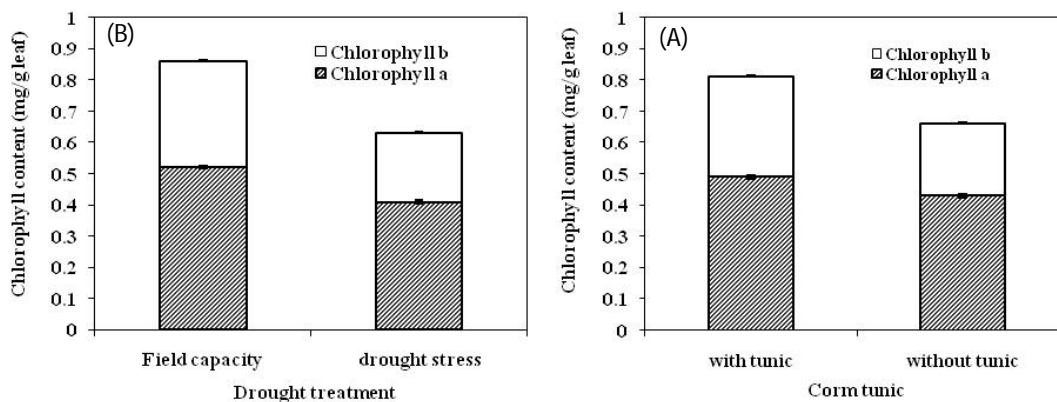 (B)
Chlorophyll b
Chlorophyll a
Chlorophyll content (mg/g leaf)
1
0.9
0.8
0.7
0.6
0.5
0.4
0.3
0.2
0.1
0
Field capacity drought stress
Drought treatment
(A)
Chlorophyll b
Chlorophyll a
Chlorophyll content (mg/g leaf)
1
0.9
0.8
0.7
0.6
0.5
0.4
0.3
0.2
0.1
0
with tunic without tunic
Corm tunic